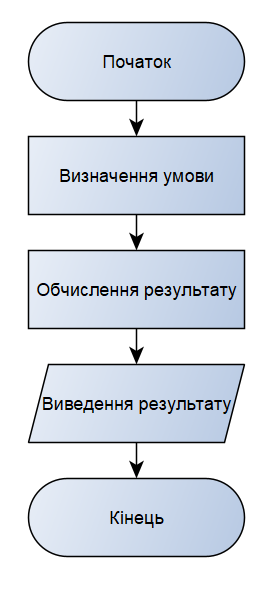 Початок
Визначення умови
Обчислення результату
Виведення результату
Кінець